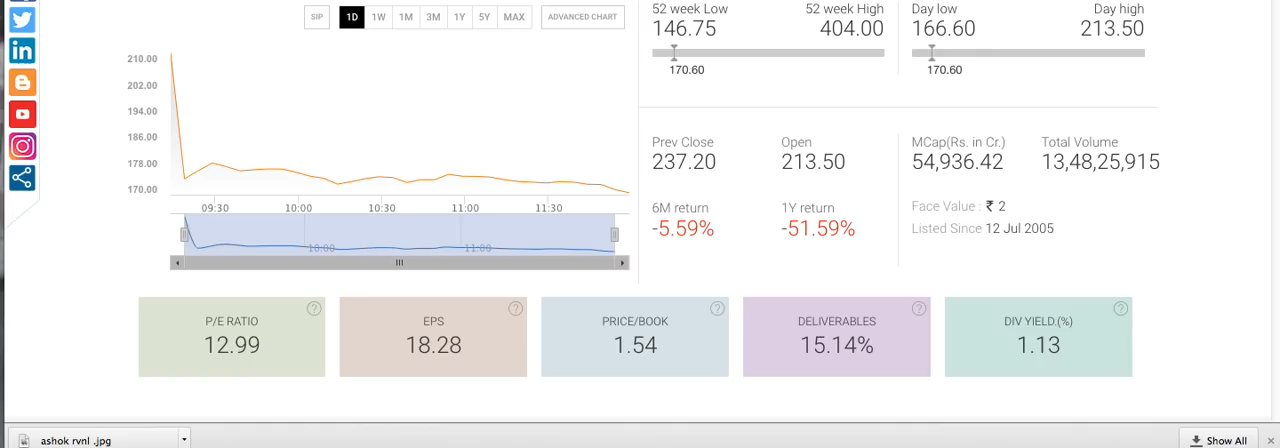 SIP 1D 1W 1M 3M 1Y 5Y MAX ADVANCED CHART
210.00
202.00
194.00
186.00
178.00
170.00
09:30 10:00 10:30 11:00 11:30
10:00 11:00
52 week Low 52 week High
146.75 404.00
170.60
Day low Day high
166.60 213.50
170.60
Prev Close Open
237.20 213.50
6M return 1Y return
-5.59% -51.59%
MCap(Rs. in Cr.) Total Volume
54,936.42 13,48,25,915
Face Value : ₹ 2
Listed Since 12 Jul 2005
P/E RATIO ?
12.99
EPS ?
18.28
PRICE/BOOK ?
1.54
DELIVERABLES ?
15.14%
DIV YIELD.(%) ?
1.13
ashok rvnl .jpg
Show All